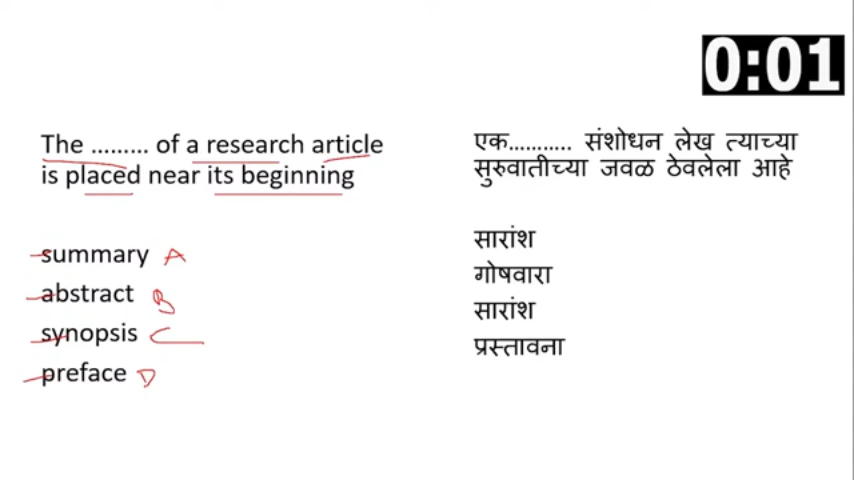 0:01
The ......... of a research article
is placed near its beginning
summary A
abstract B
synopsis C
preface D
एक........... संशोधन लेख त्याच्या
सुरुवातीच्या जवळ ठेवलेला आहे
सारांश
गोषवारा
सारांश
प्रस्तावना